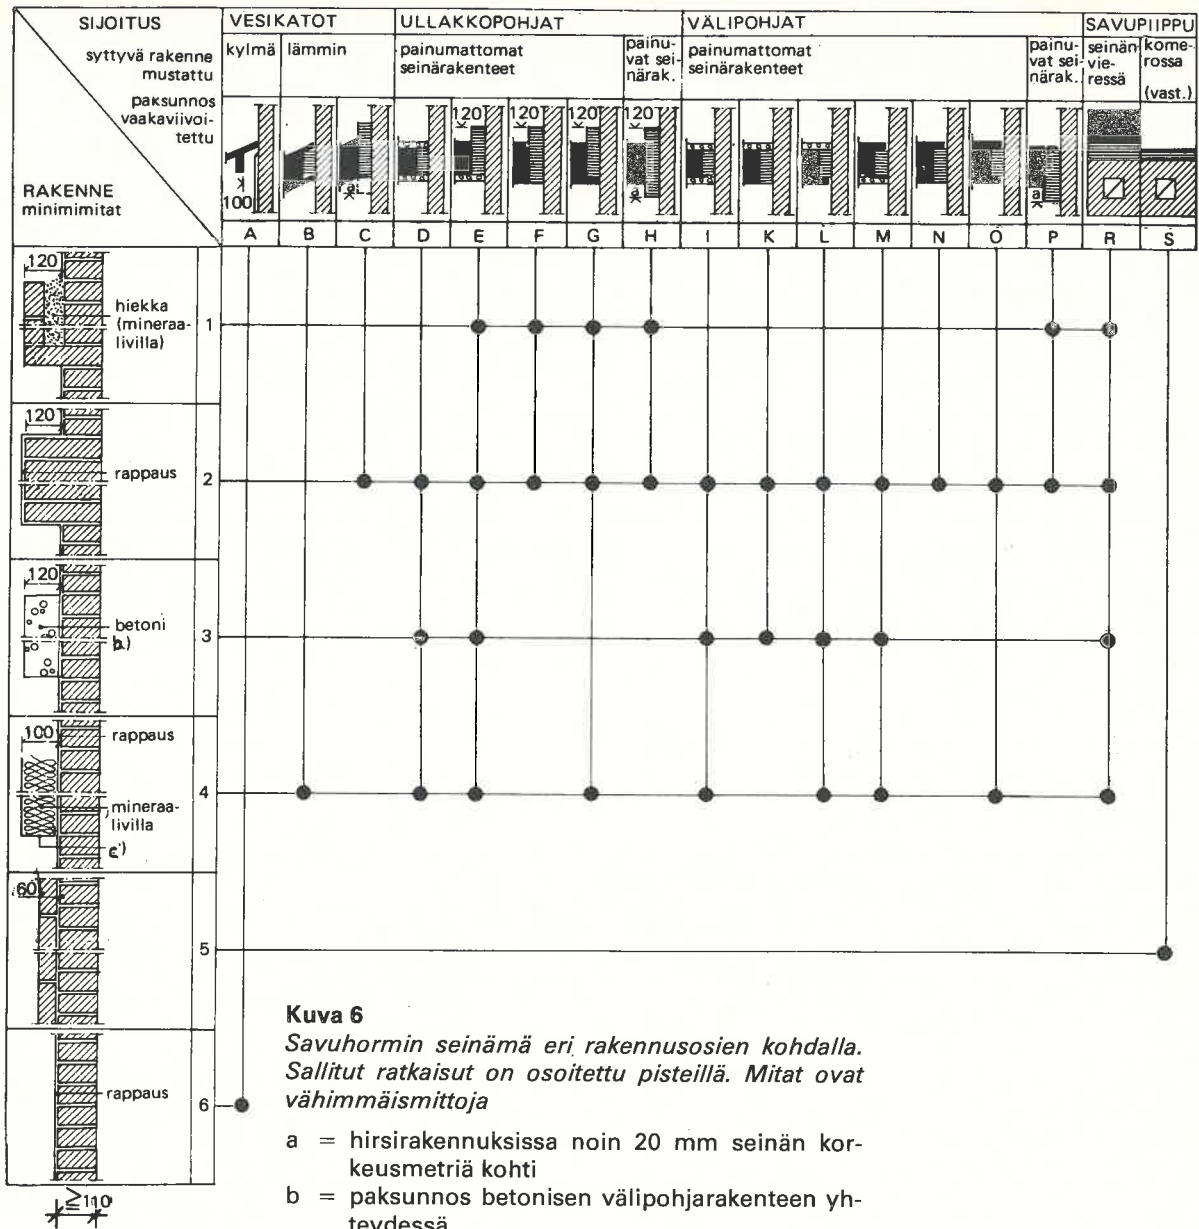 SIJOITUS
syttyvä rakenne
mustattu
paksunnos
vaakaviivoi-
tettu
RAKENNE
minimimitat
VESIKATOT
ULLAKKOPOHJAT
VÄLIPOHJAT
SAVUPIIPPU
kylmä
lämmin
painumattomat
seinärakenteet
painu-
vat sei-
närak.
painumattomat
seinärakenteet
painu-
vat sei-
närak.
seinän
vie-
ressä
kome-
rossa
(vast.)
100
a
120
120
120
120
a
a
A B C D E F G H I K L M N O P R S
120
hiekka
(mineraa-
livilla)
1
120
rappaus
2
120
betoni
b)
3
100
rappaus
mineraa-
livilla
c)
4
60
5
rappaus
6
≧110
Kuva 6
Savuhormin seinämä eri rakennusosien kohdalla.
Sallitut ratkaisut on osoitettu pisteillä. Mitat ovat
vähimmäismittoja
a = hirsirakennuksissa noin 20 mm seinän kor-
keusmetriä kohti
b = paksunnos betonisen välipohjarakenteen yh-
teydessä